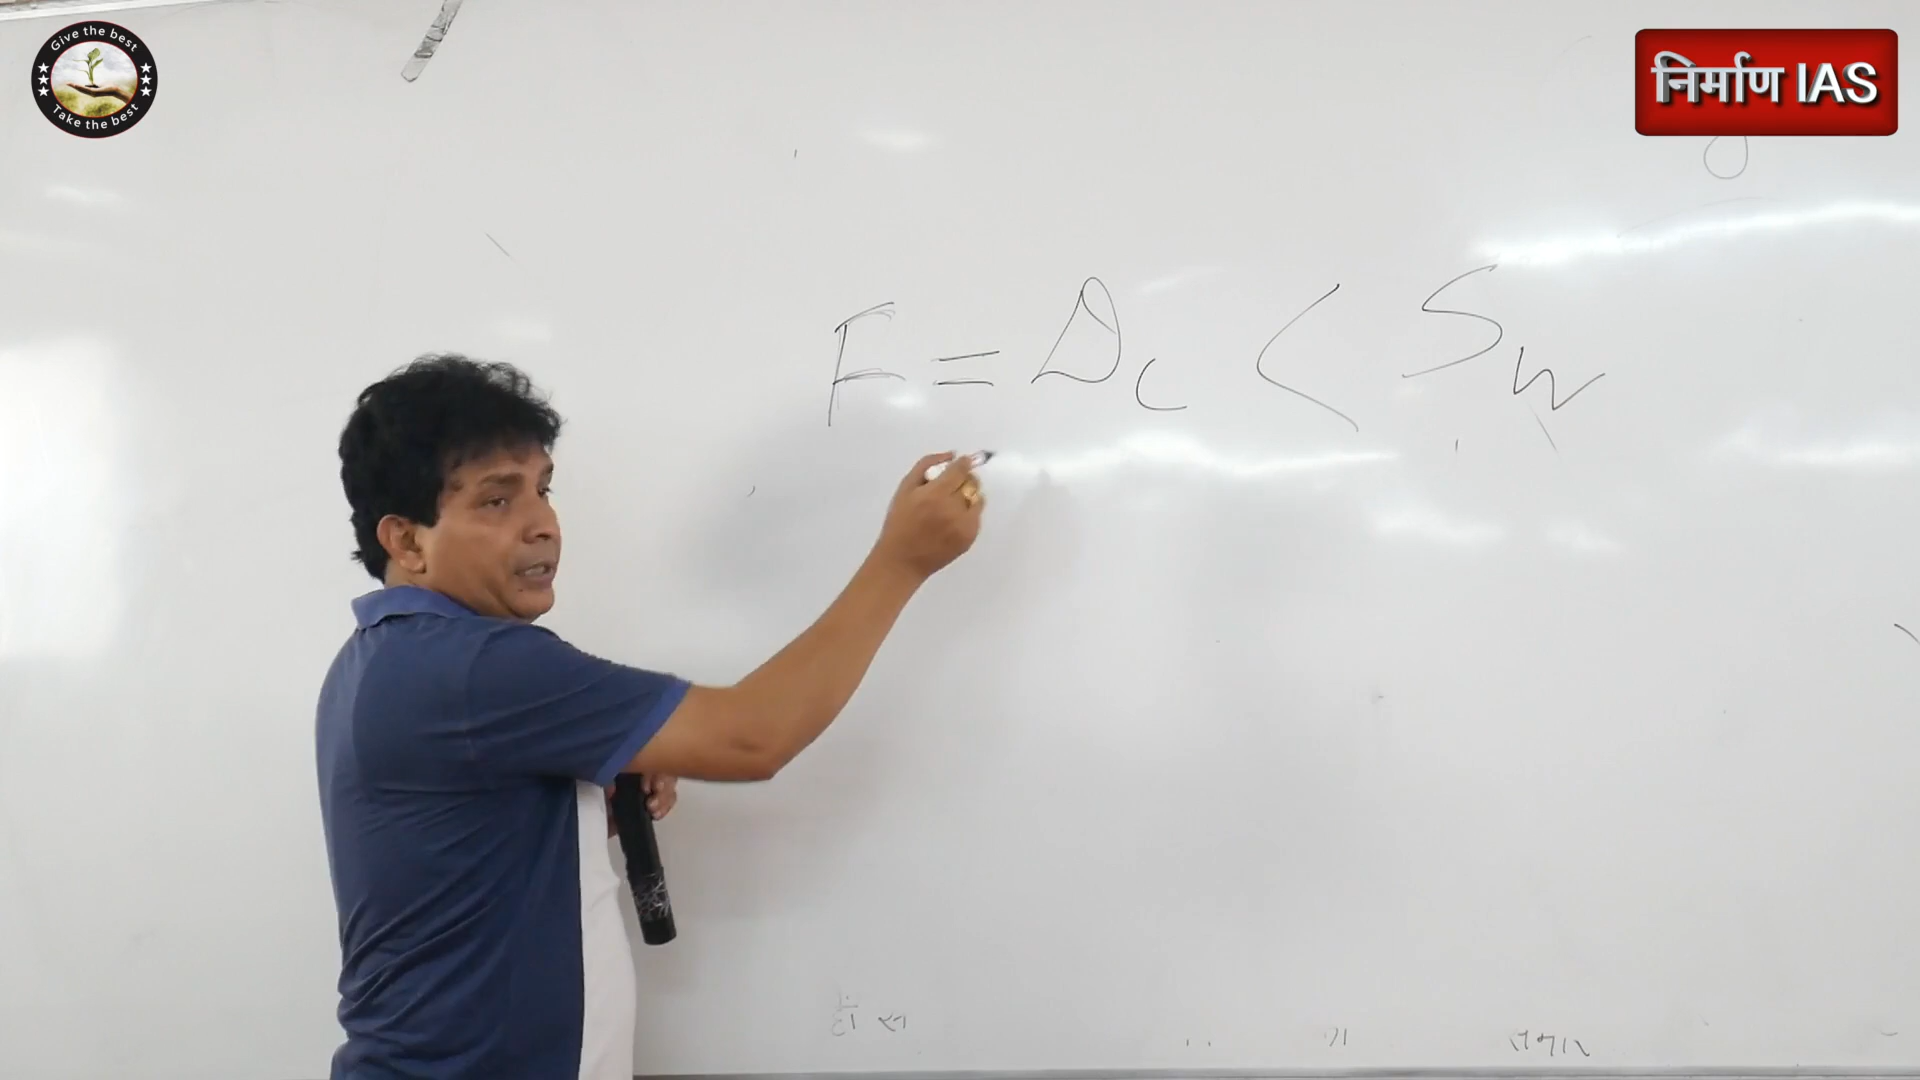 Give the best
Take the best
निर्माण IAS
F = Dc < Sw